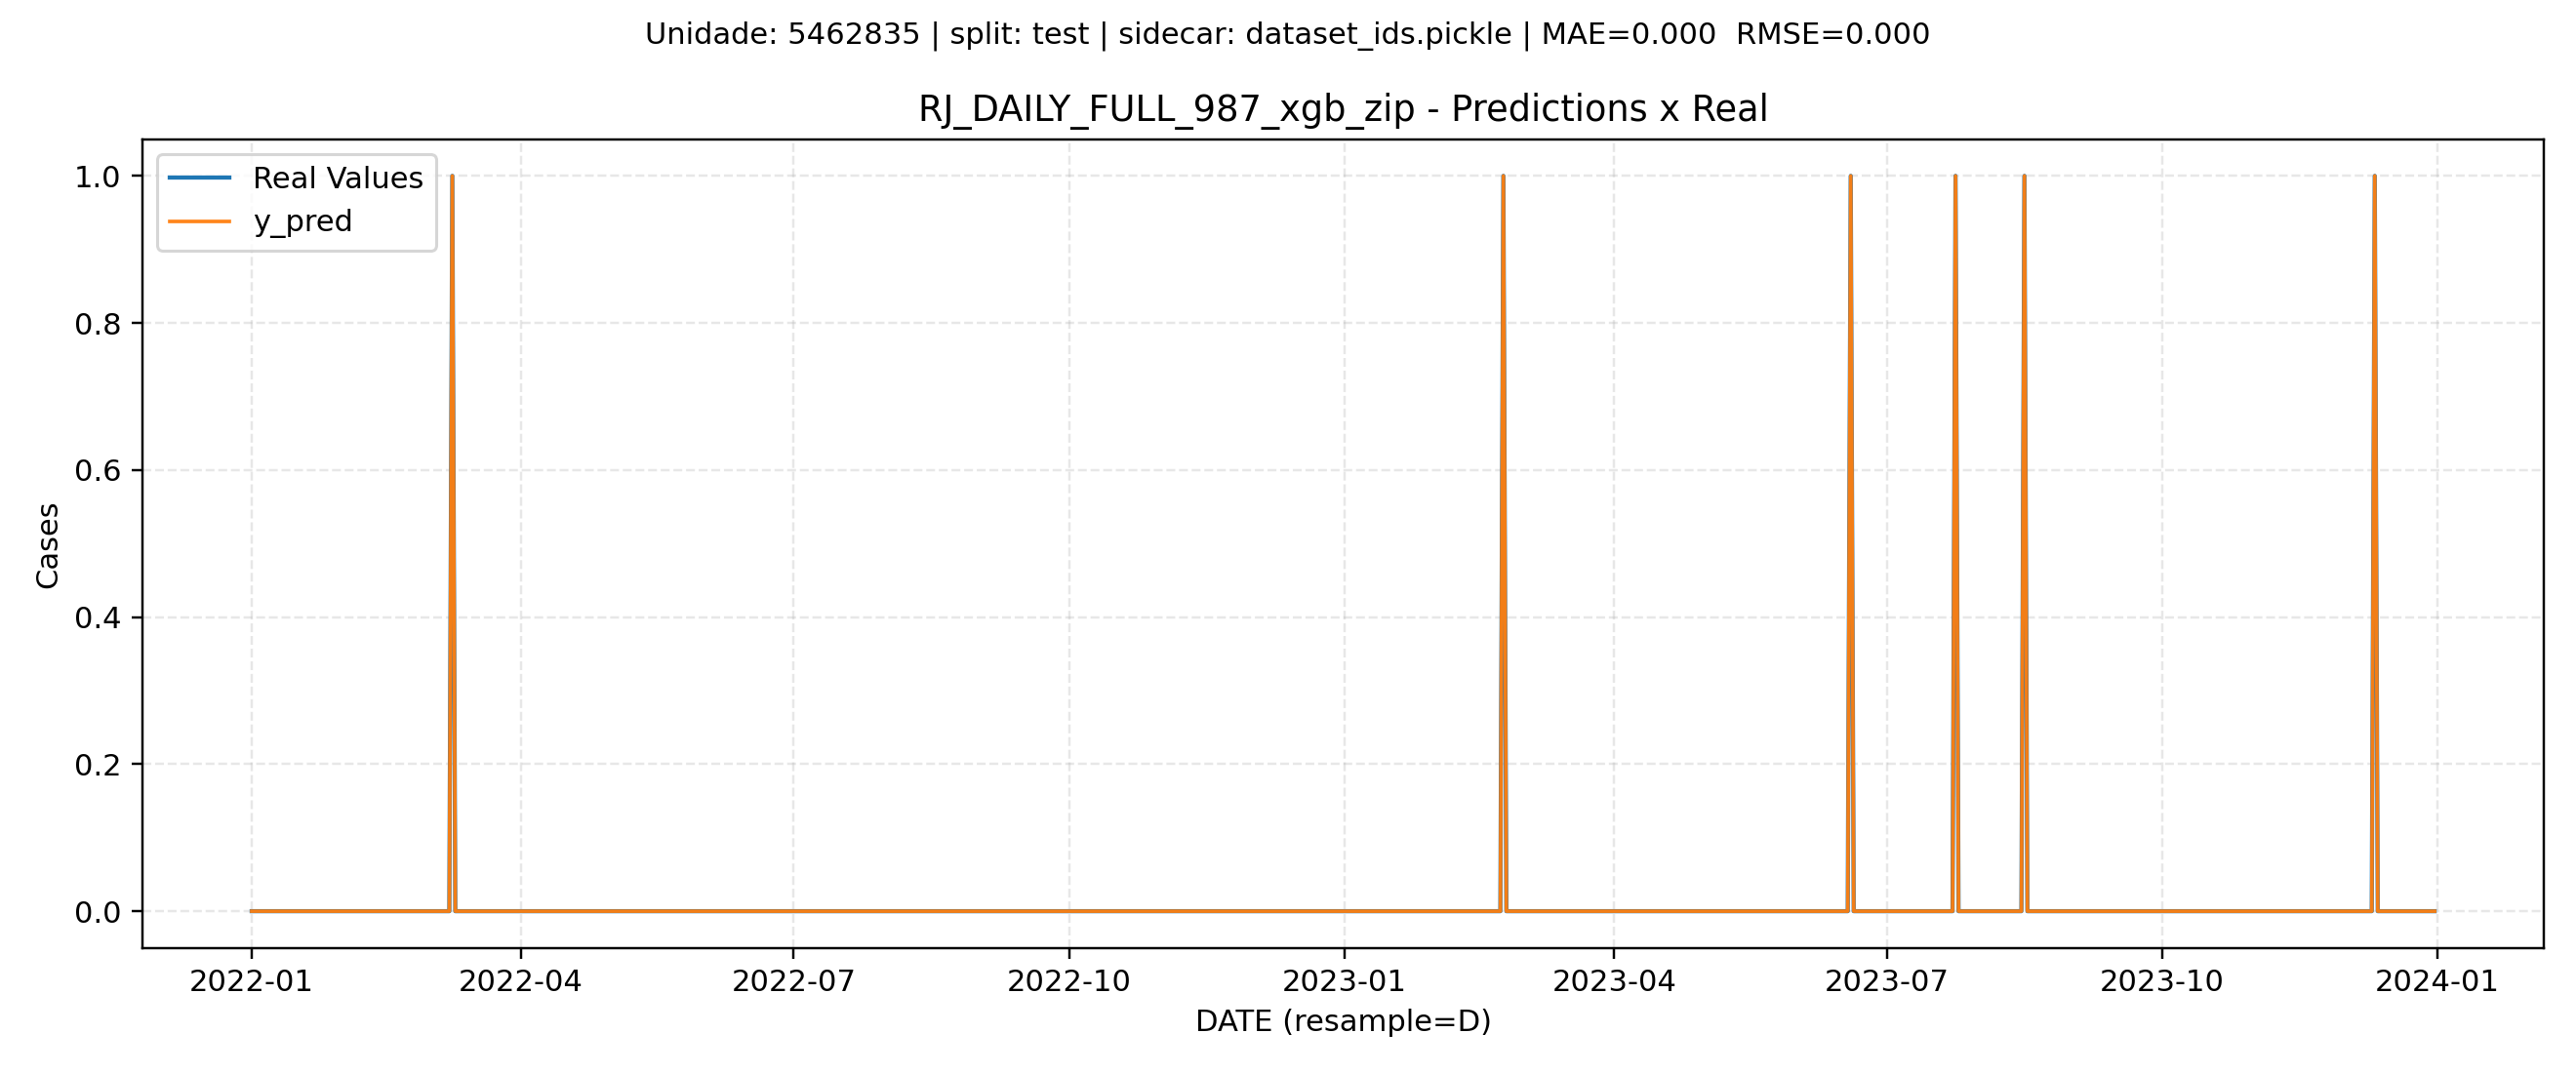 Unidade: 5462835 | split: test | sidecar: dataset_ids.pickle | MAE=0.000  RMSE=0.000
RJ_DAILY_FULL_987_xgb_zip - Predictions x Real
Real Values
y_pred
1.0
0.8
0.6
0.4
0.2
0.0
Cases
2022-01 2022-04 2022-07 2022-10 2023-01 2023-04 2023-07 2023-10 2024-01
DATE (resample=D)